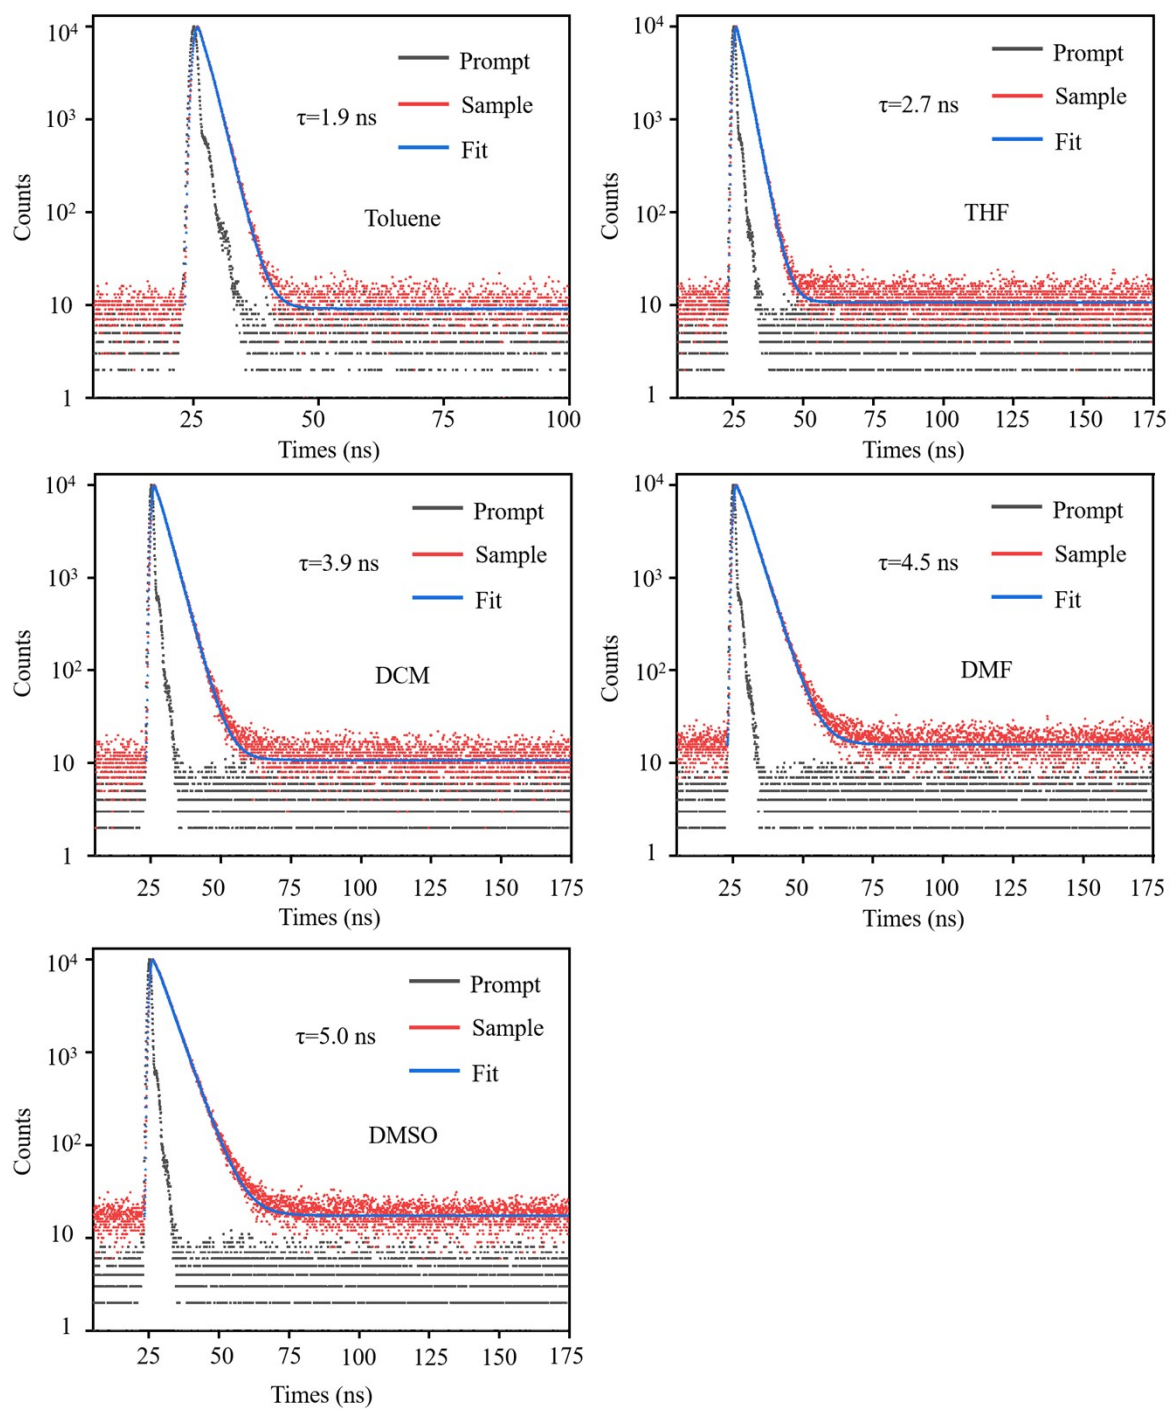 10⁴
10³
10²
10
1
Counts
Prompt
Sample
Fit
τ=1.9 ns
Toluene
25
50
75
100
Times (ns)
10⁴
10³
10²
10
1
Counts
Prompt
Sample
Fit
τ=2.7 ns
THF
25
50
75
100
125
150
175
Times (ns)
10⁴
10³
10²
10
1
Counts
Prompt
Sample
Fit
τ=3.9 ns
DCM
25
50
75
100
125
150
175
Times (ns)
10⁴
10³
10²
10
1
Counts
Prompt
Sample
Fit
τ=4.5 ns
DMF
25
50
75
100
125
150
175
Times (ns)
10⁴
10³
10²
10
1
Counts
Prompt
Sample
Fit
τ=5.0 ns
DMSO
25
50
75
100
125
150
175
Times (ns)